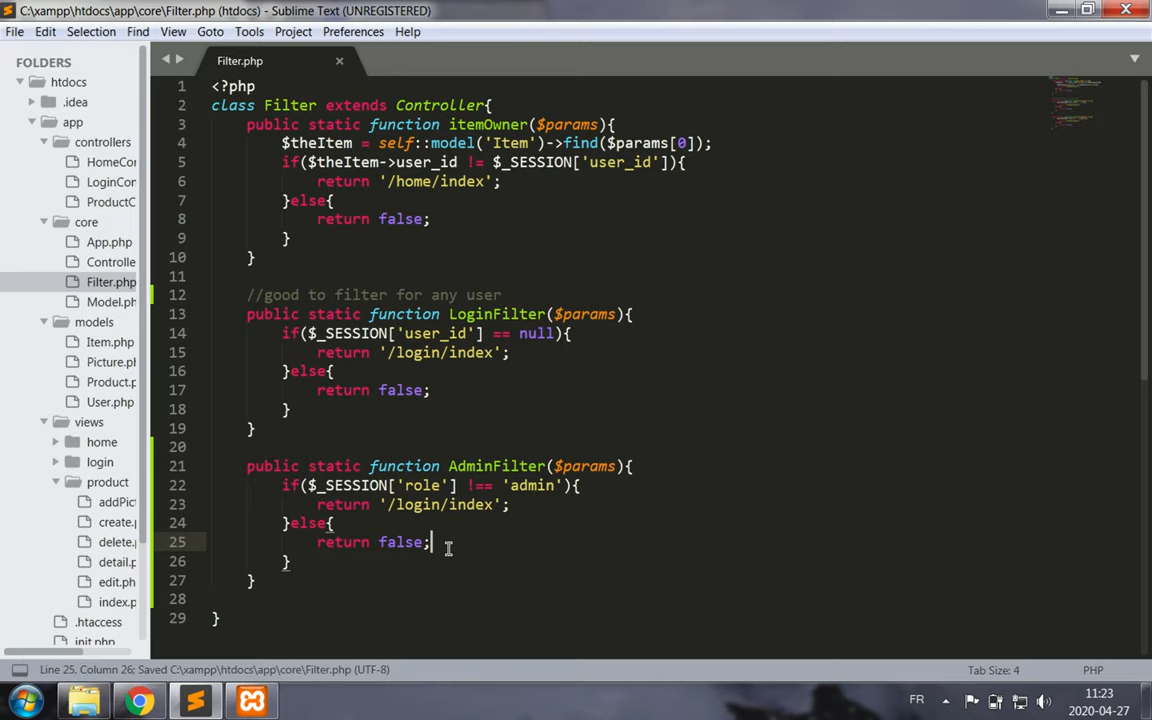 C:\xampp\htdocs\app\core\Filter.php (htdocs) - Sublime Text (UNREGISTERED)
File Edit Selection Find View Goto Tools Project Preferences Help
FOLDERS
htdocs
.idea
app
controllers
HomeCor
LoginCon
ProductC
core
App.php
Controlle
Filter.php
Model.ph
models
Item.php
Picture.pl
Product.p
User.php
views
home
login
product
addPict
create.p
delete.p
detail.p
edit.ph
index.p
.htaccess
init.php
Filter.php
1 <?php
2 class Filter extends Controller{
3 public static function itemOwner($params){
4 $theItem = self::model('Item')->find($params[0]);
5 if($theItem->user_id != $_SESSION['user_id']){
6 return '/home/index';
7 }else{
8 return false;
9 }
10 }
11
12 //good to filter for any user
13 public static function LoginFilter($params){
14 if($_SESSION['user_id'] == null){
15 return '/login/index';
16 }else{
17 return false;
18 }
19 }
20
21 public static function AdminFilter($params){
22 if($_SESSION['role'] !== 'admin'){
23 return '/login/index';
24 }else{
25 return false;
26 }
27 }
28
29 }
Line 25, Column 26; Saved C:\xampp\htdocs\app\core\Filter.php (UTF-8)
Tab Size: 4
PHP
FR
11:23
2020-04-27